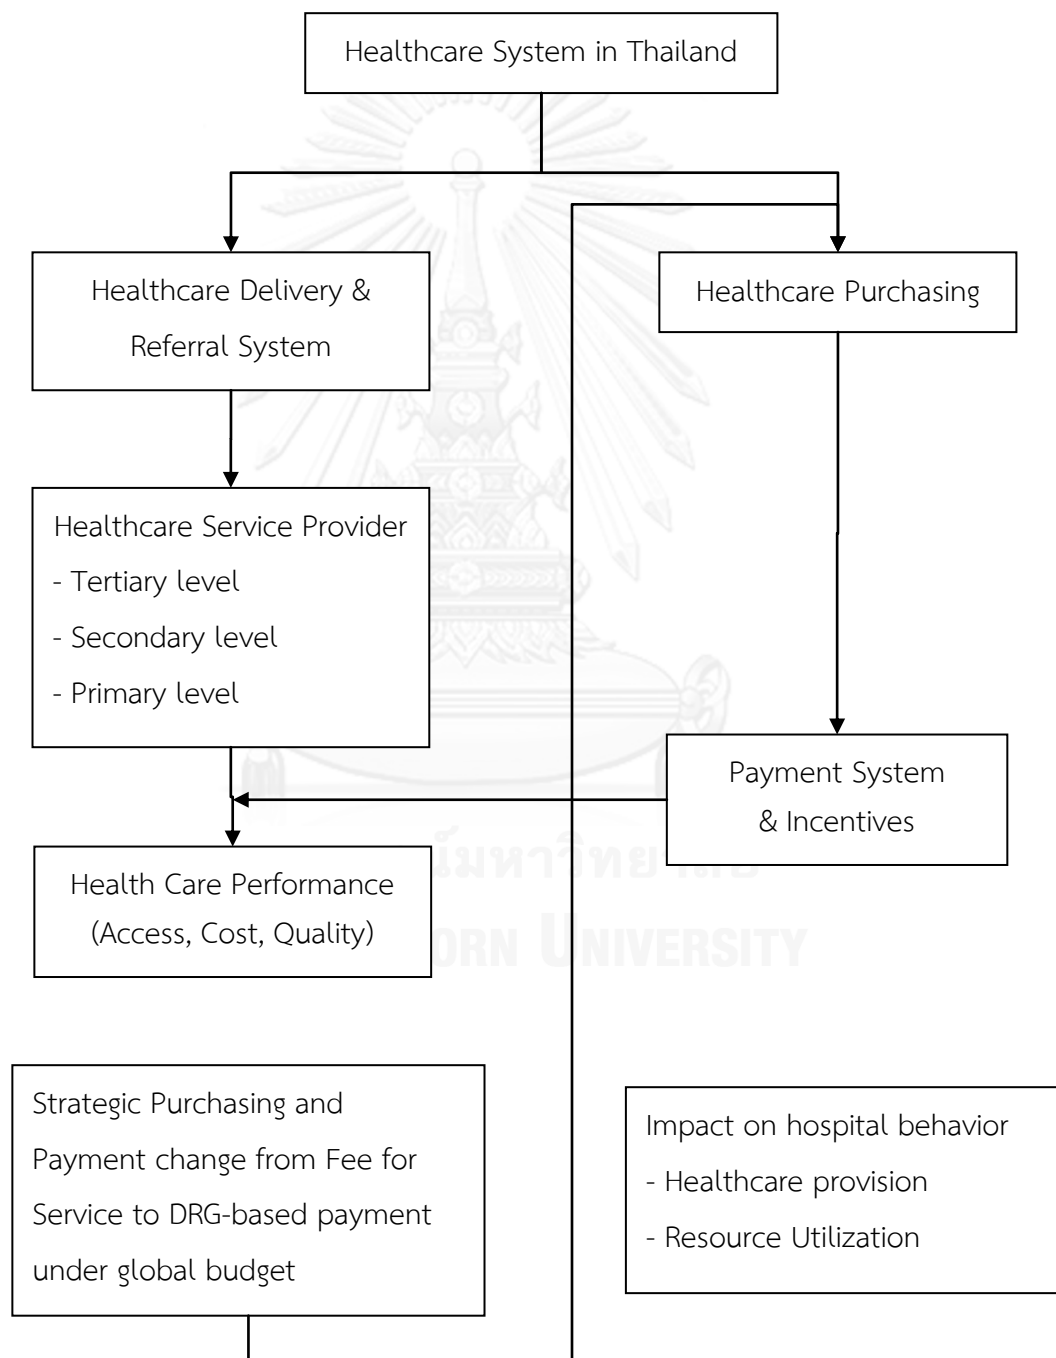 Healthcare System in Thailand
Healthcare Delivery &
Referral System
Healthcare Purchasing
Healthcare Service Provider
- Tertiary level
- Secondary level
- Primary level
Payment System
& Incentives
Health Care Performance
(Access, Cost, Quality)
UNIVERSITY
Strategic Purchasing and
Payment change from Fee for
Service to DRG-based payment
under global budget
Impact on hospital behavior
- Healthcare provision
- Resource Utilization